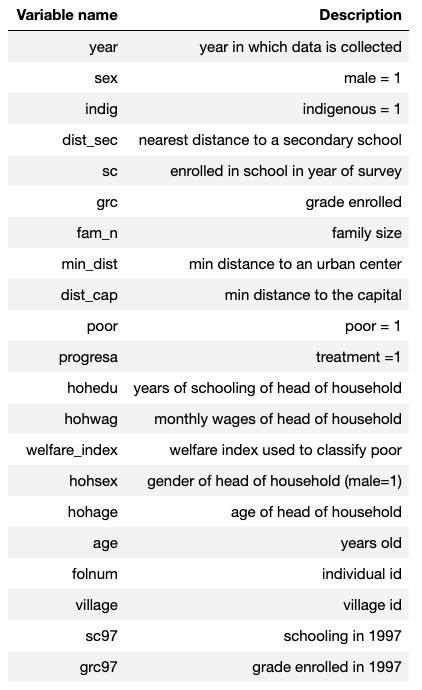 Variable name Description
year year in which data is collected
sex male = 1
indig indigenous = 1
dist_sec nearest distance to a secondary school
sc enrolled in school in year of survey
grc grade enrolled
fam_n family size
min_dist min distance to an urban center
dist_cap min distance to the capital
poor poor = 1
progresa treatment =1
hohedu years of schooling of head of household
hohwag monthly wages of head of household
welfare_index welfare index used to classify poor
hohsex gender of head of household (male=1)
hohage age of head of household
age years old
folnum individual id
village village id
sc97 schooling in 1997
grc97 grade enrolled in 1997